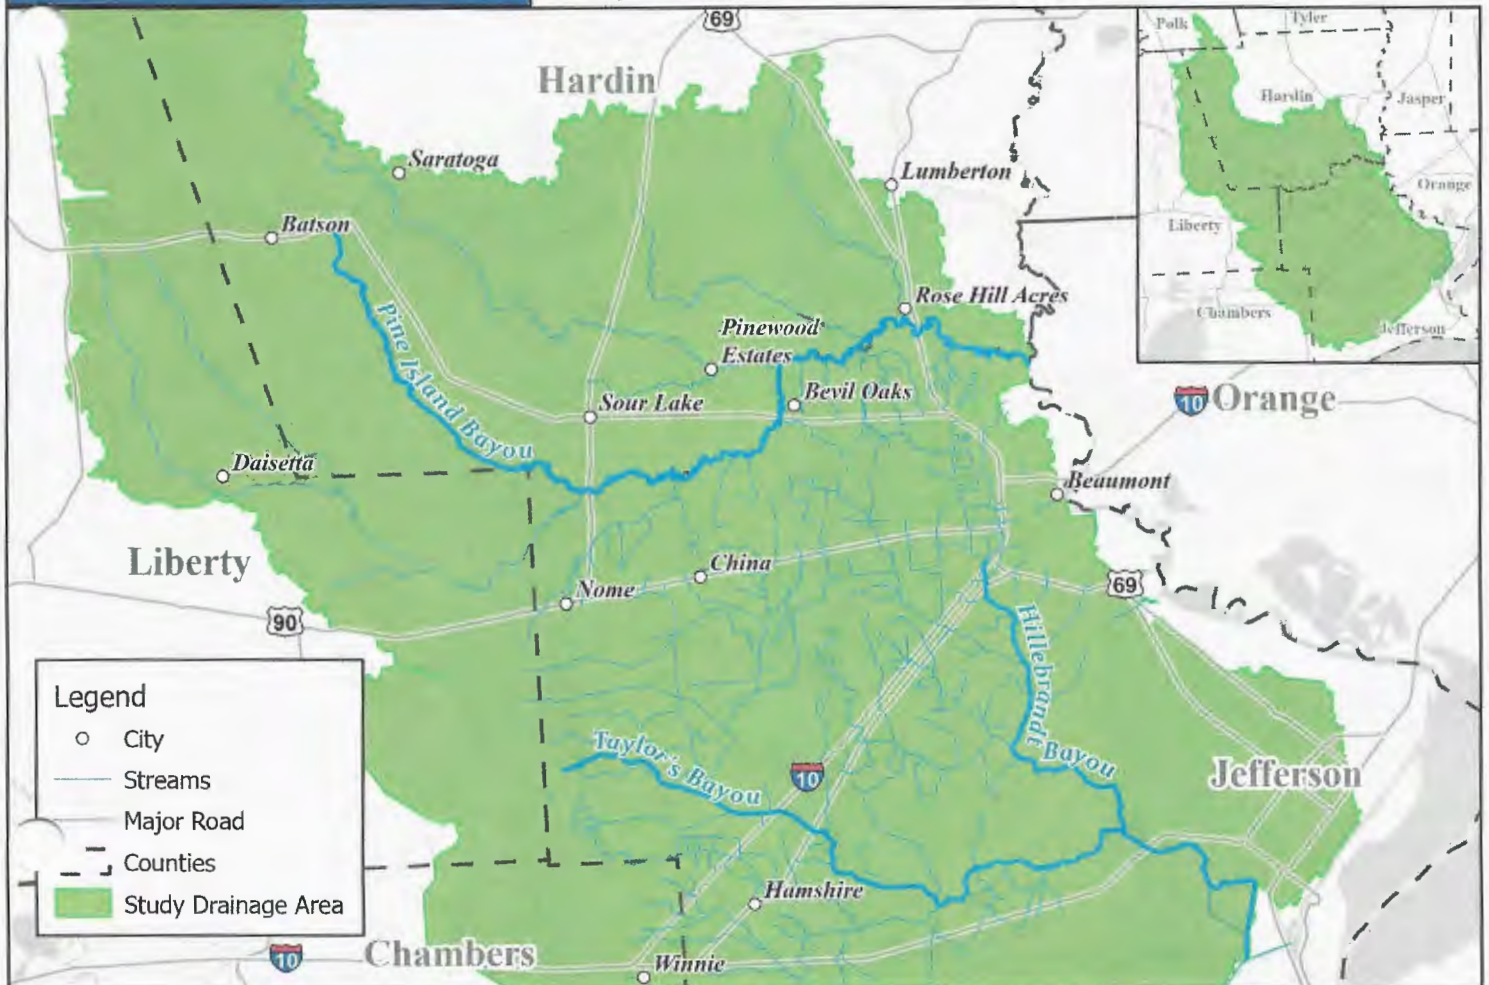 69
Hardin
Saratoga
Lumberton
Batson
Rose Hill Acres
Pinewood
Estates
Pine Island Bayou
Sour Lake
Bevil Oaks
10 Orange
Daisetta
Beaumont
Liberty
China
Nome
69
90
Hillebrandt Bayou
Taylor's Bayou
10
Jefferson
Hamshire
10
Chambers
Winnie
Legend
City
Streams
Major Road
Counties
Study Drainage Area
Polk
Tyler
Hardin
Jasper
Orange
Liberty
Chambers
Jefferson